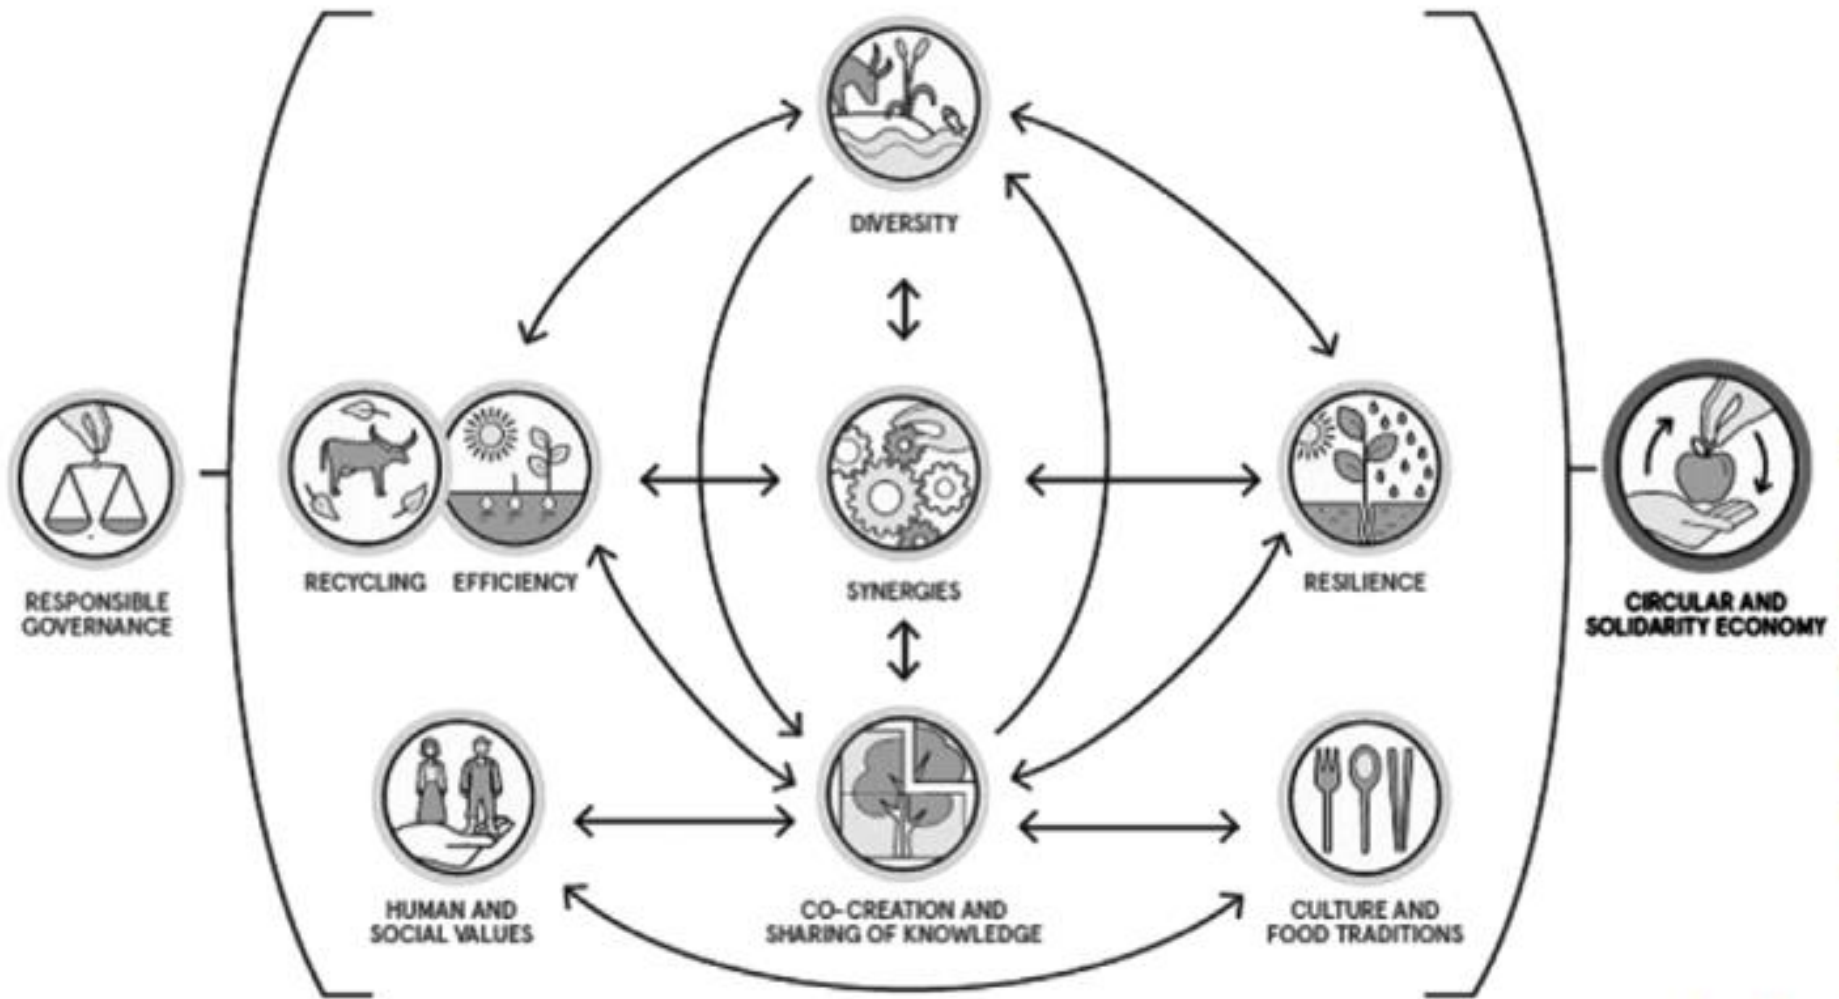 DIVERSITY
RECYCLING
EFFICIENCY
SYNERGIES
RESILIENCE
RESPONSIBLE
GOVERNANCE
CIRCULAR AND
SOLIDARITY ECONOMY
HUMAN AND
SOCIAL VALUES
CO-CREATION AND
SHARING OF KNOWLEDGE
CULTURE AND
FOOD TRADITIONS